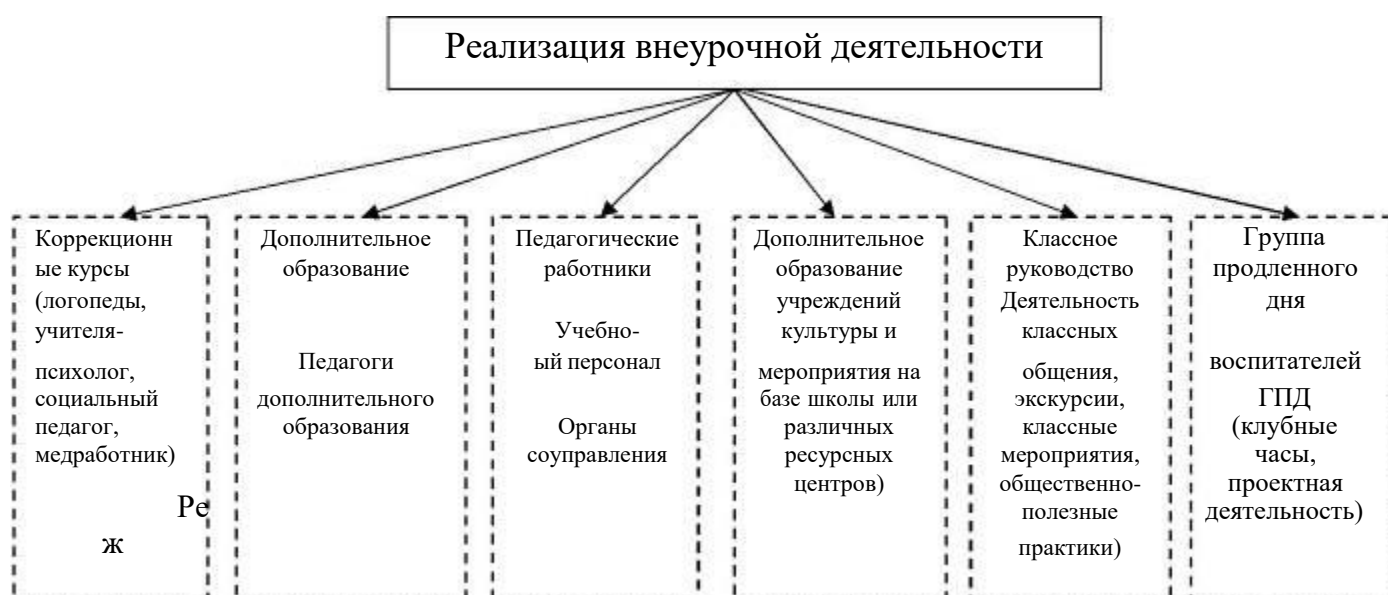 Реализация внеурочной деятельности
Коррекционн
ые курсы
(логопеды,
учителя-
психолог,
социальный
педагог,
медработник)
Ре
ж
Дополнительное
образование
Педагоги
дополнительного
образования
Педагогические
работники
Учебно-
ый персонал
Органы
соуправления
Дополнительное
образование
учреждений
культуры и
мероприятия на
базе школы или
различных
ресурсных
центров)
Классное
руководство
Деятельность
классных
общения,
экскурсии,
классные
мероприятия,
общественно-
полезные
практики)
Группа
продленного
дня
воспитателей
ГПД
(клубные
часы,
проектная
деятельность)